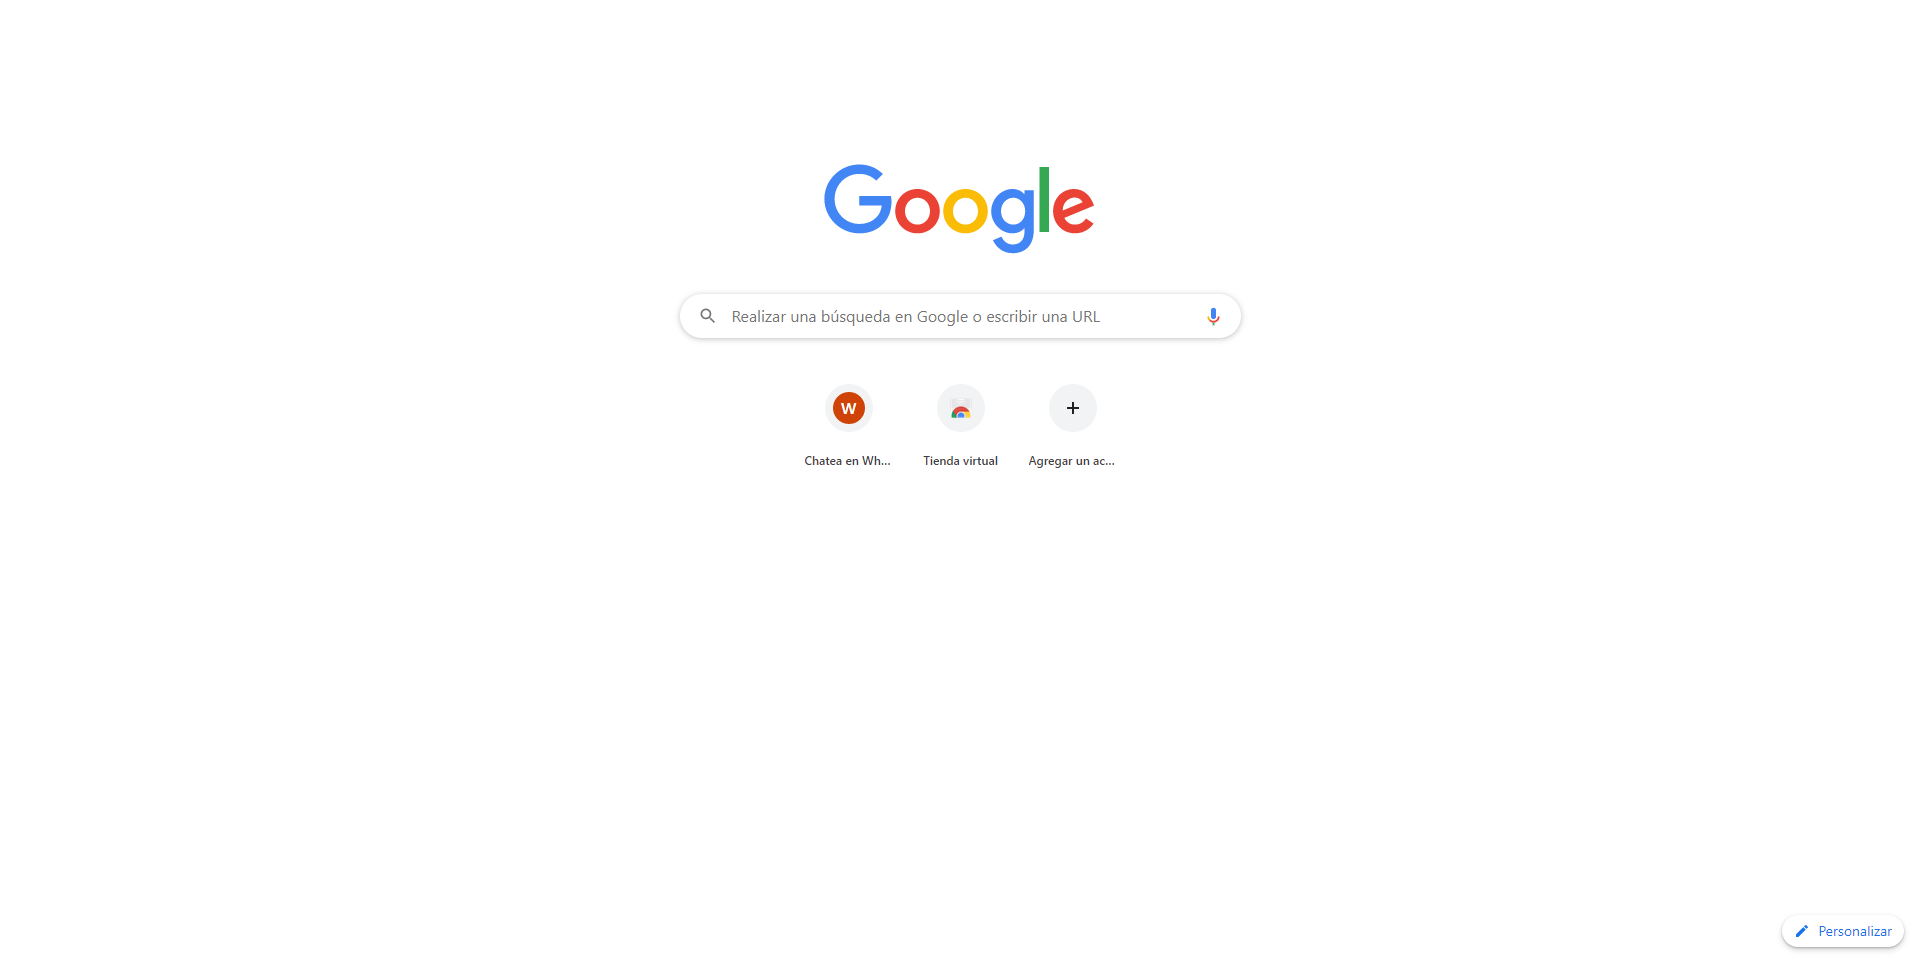 Google
Realizar una búsqueda en Google o escribir una URL
W
Chatea en Wh...
Tienda virtual
Agregar un ac...
Personalizar